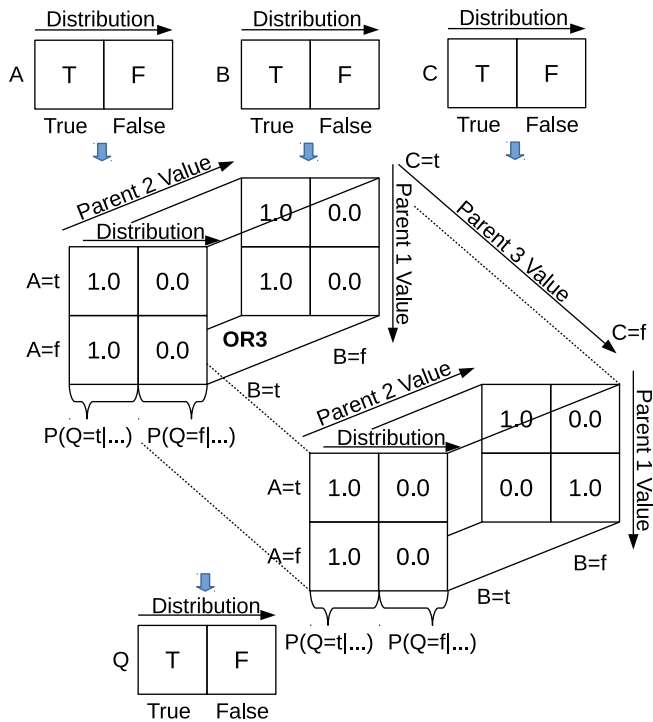 Distribution
Distribution
Distribution
A T F
B T F
C T F
True False
True False
True False
C=t
Parent 2 Value
Parent 1 Value
Parent 3 Value
1.0 0.0
Distribution
A=t 1.0 0.0
1.0 0.0
A=f 1.0 0.0
OR3
B=f
B=t
C=f
P(Q=t|...) P(Q=f|...)
Parent 2 Value
Parent 1 Value
1.0 0.0
Distribution
A=t 1.0 0.0
0.0 1.0
A=f 1.0 0.0
B=f
B=t
P(Q=t|...) P(Q=f|...)
Distribution
Q T F
True False